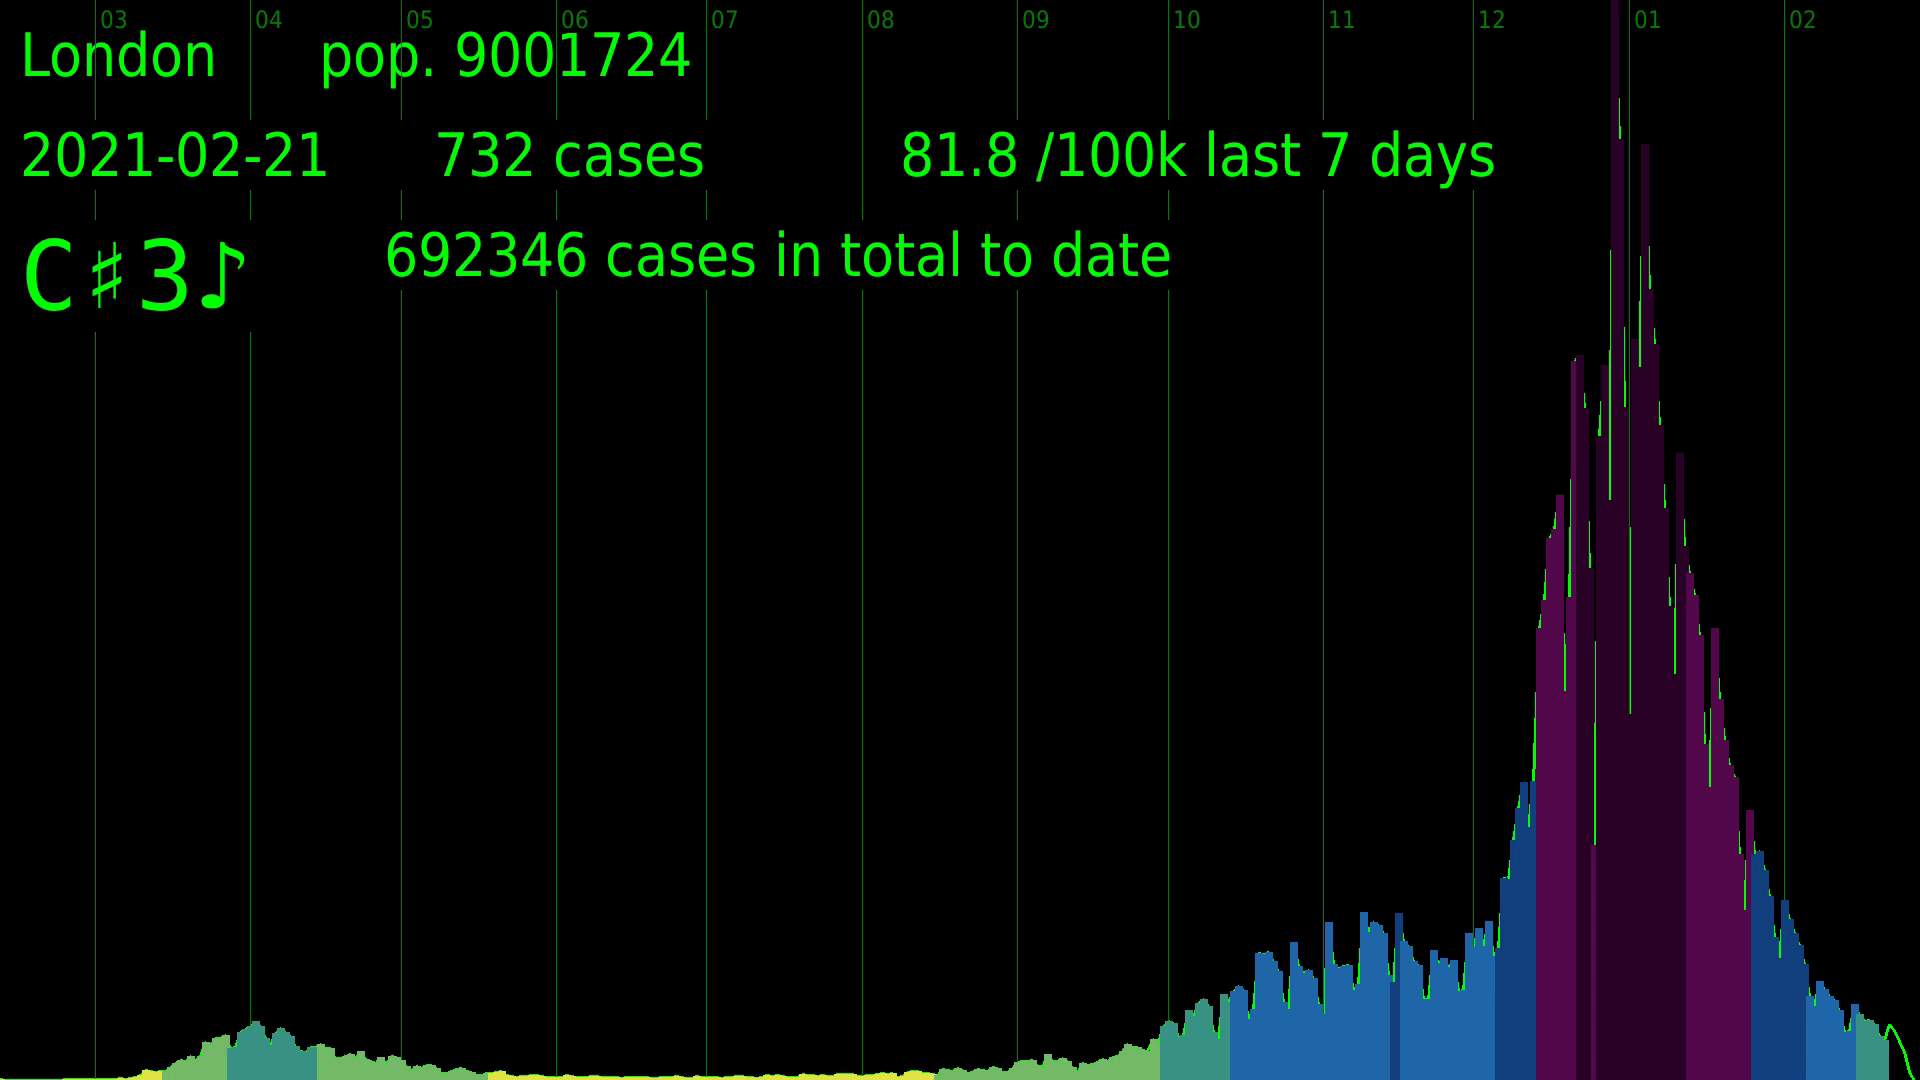 03 04 05 06 07 08 09 10 11 12 01 02
London pop. 9001724
2021-02-21 732 cases 81.8 /100k last 7 days
C♯3♪ 692346 cases in total to date